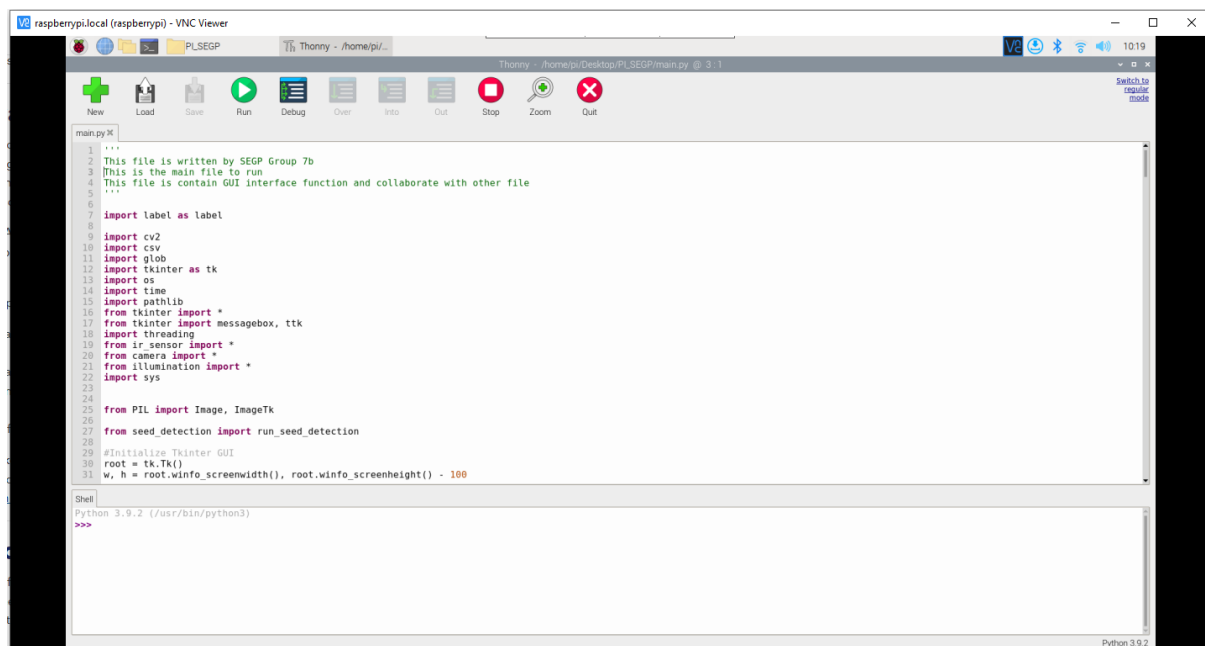 raspberrypi.local (raspberrypi) - VNC Viewer
PI_SEGP
Thonny - /home/pi/...
10:19
Thonny - /home/pi/Desktop/PI_SEGP/main.py @ 3:1
New
Load
Save
Run
Debug
Over
Into
Out
Stop
Zoom
Quit
Switch to
regular
mode
main.py
1 '''
2 This file is written by SEGP Group 7b
3 This is the main file to run
4 This file is contain GUI interface function and collaborate with other file
5 '''
6
7 import label as label
8
9 import cv2
10 import csv
11 import glob
12 import tkinter as tk
13 import os
14 import time
15 import pathlib
16 from tkinter import *
17 from tkinter import messagebox, ttk
18 import threading
19 from ir_sensor import *
20 from camera import *
21 from illumination import *
22 import sys
23
24
25 from PIL import Image, ImageTk
26
27 from seed_detection import run_seed_detection
28
29 #Initialize Tkinter GUI
30 root = tk.Tk()
31 w, h = root.winfo_screenwidth(), root.winfo_screenheight() - 100
Shell
Python 3.9.2 (/usr/bin/python3)
>>>
Python 3.9.2